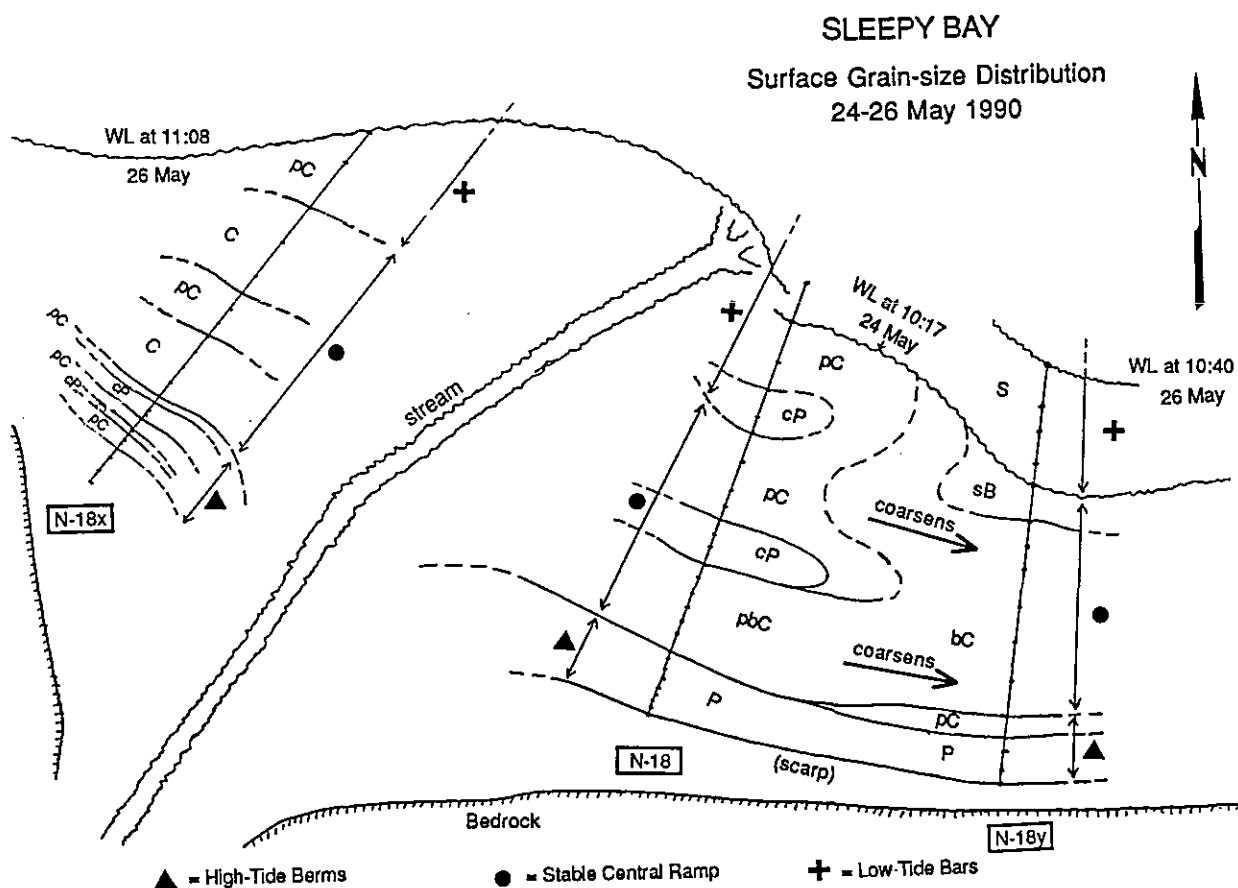 SLEEPY BAY
Surface Grain-size Distribution
24-26 May 1990
N
WL at 11:08
26 May
pC
C
pC
C
pC
pC
cP
cP
pC
N-18x
stream
WL at 10:17
24 May
WL at 10:40
26 May
pC
S
cP
sB
pC
coarsens
cP
pbC
bC
coarsens
P
pC
P
(scarp)
N-18
N-18y
Bedrock
▲ = High-Tide Berms
● = Stable Central Ramp
+ = Low-Tide Bars